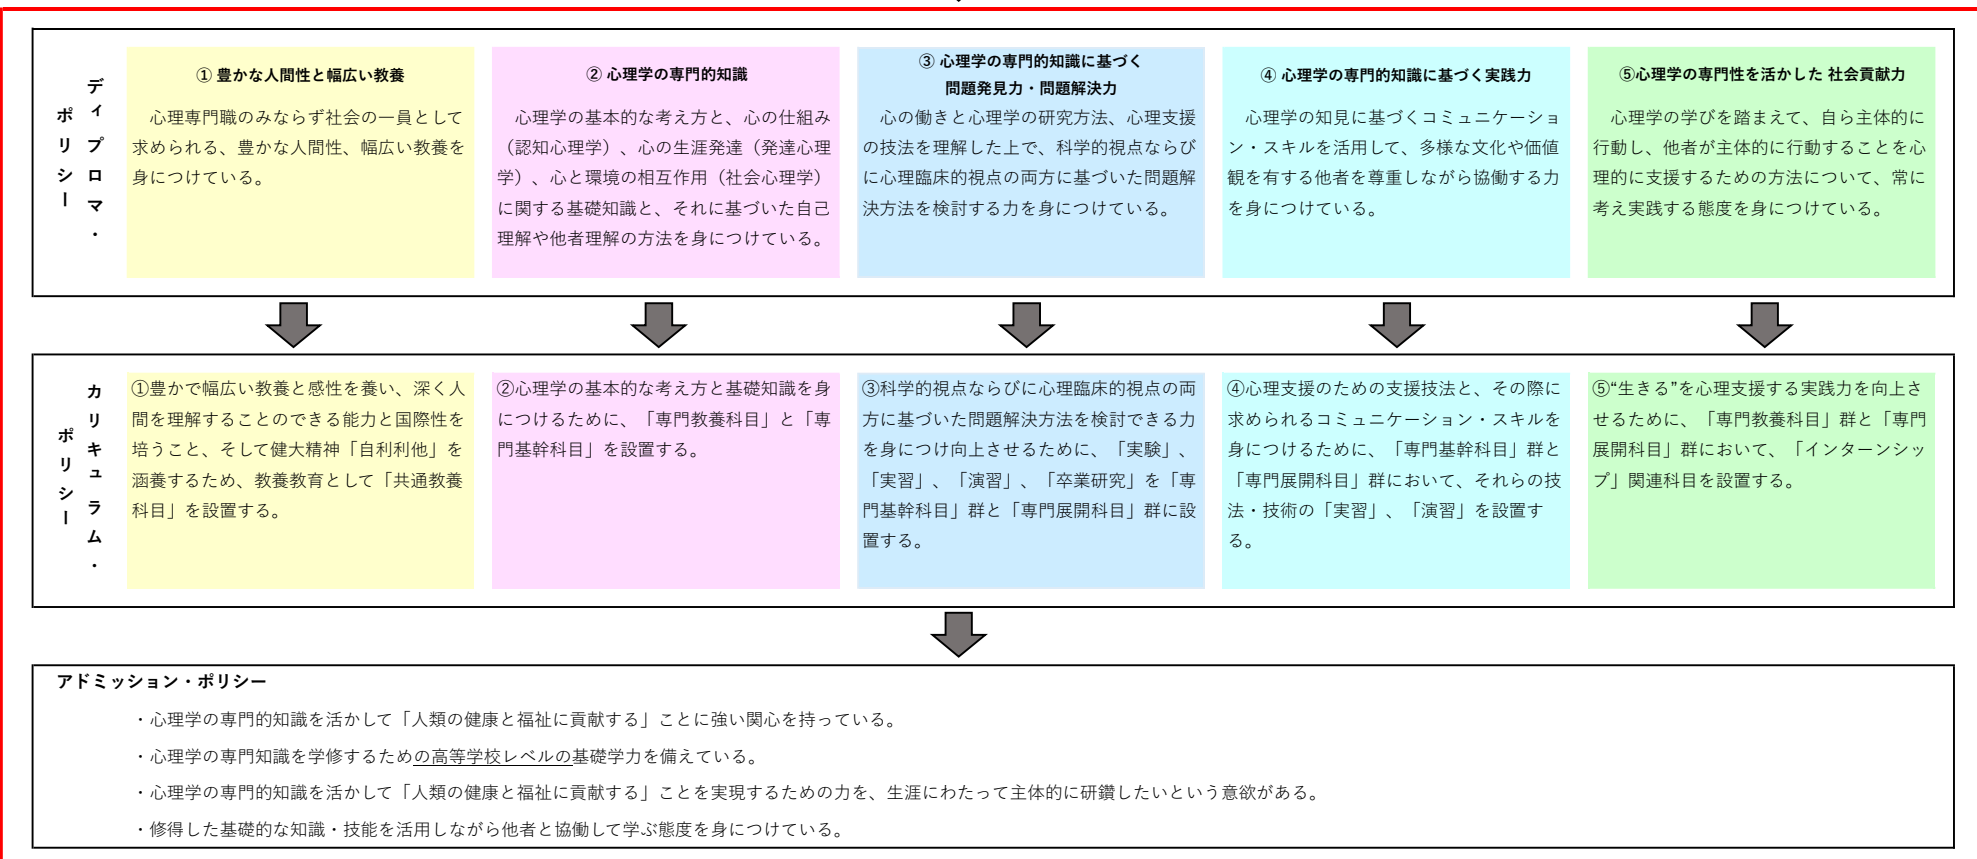 ディプロマ・
ポリシー
① 豊かな人間性と幅広い教養
　心理専門職のみならず社会の一員として
求められる、豊かな人間性、幅広い教養を
身につけている。
② 心理学の専門的知識
　心理学の基本的な考え方と、心の仕組み
（認知心理学）、心の生涯発達（発達心理
学）、心と環境の相互作用（社会心理学）
に関する基礎知識と、それに基づいた自己
理解や他者理解の方法を身につけている。
③ 心理学の専門的知識に基づく
問題発見力・問題解決力
　心の働きと心理学の研究方法、心理支援
の技法を理解した上で、科学的視点ならび
に心理臨床的視点の両方に基づいた問題解
決方法を検討する力を身につけている。
④ 心理学の専門的知識に基づく実践力
　心理学の知見に基づくコミュニケーショ
ン・スキルを活用して、多様な文化や価値
観を有する他者を尊重しながら協働する力
を身につけている。
⑤心理学の専門性を活かした 社会貢献力
　心理学の学びを踏まえて、自ら主体的に
行動し、他者が主体的に行動することを心
理的に支援するための方法について、常に
考え実践する態度を身につけている。
カリキュラム・
ポリシー
①豊かで幅広い教養と感性を養い、深く人
間を理解することのできる能力と国際性を
培うこと、そして健大精神「自利利他」を
涵養するため、教養教育として「共通教養
科目」を設置する。
②心理学の基本的な考え方と基礎知識を身
につけるために、「専門教養科目」と「専
門基幹科目」を設置する。
③科学的視点ならびに心理臨床的視点の両
方に基づいた問題解決方法を検討できる力
を身につけ向上させるために、「実験」、
「実習」、「演習」、「卒業研究」を「専
門基幹科目」群と「専門展開科目」群に設
置する。
④心理支援のための支援技法と、その際に
求められるコミュニケーション・スキルを
身につけるために、「専門基幹科目」群と
「専門展開科目」群において、それらの技
法・技術の「実習」、「演習」を設置す
る。
⑤“生きる”を心理支援する実践力を向上さ
せるために、「専門教養科目」群と「専門
展開科目」群において、「インターンシッ
プ」関連科目を設置する。
アドミッション・ポリシー
・心理学の専門的知識を活かして「人類の健康と福祉に貢献する」ことに強い関心を持っている。
・心理学の専門知識を学修するための高等学校レベルの基礎学力を備えている。
・心理学の専門的知識を活かして「人類の健康と福祉に貢献する」ことを実現するための力を、生涯にわたって主体的に研鑽したいという意欲がある。
・修得した基礎的な知識・技能を活用しながら他者と協働して学ぶ態度を身につけている。